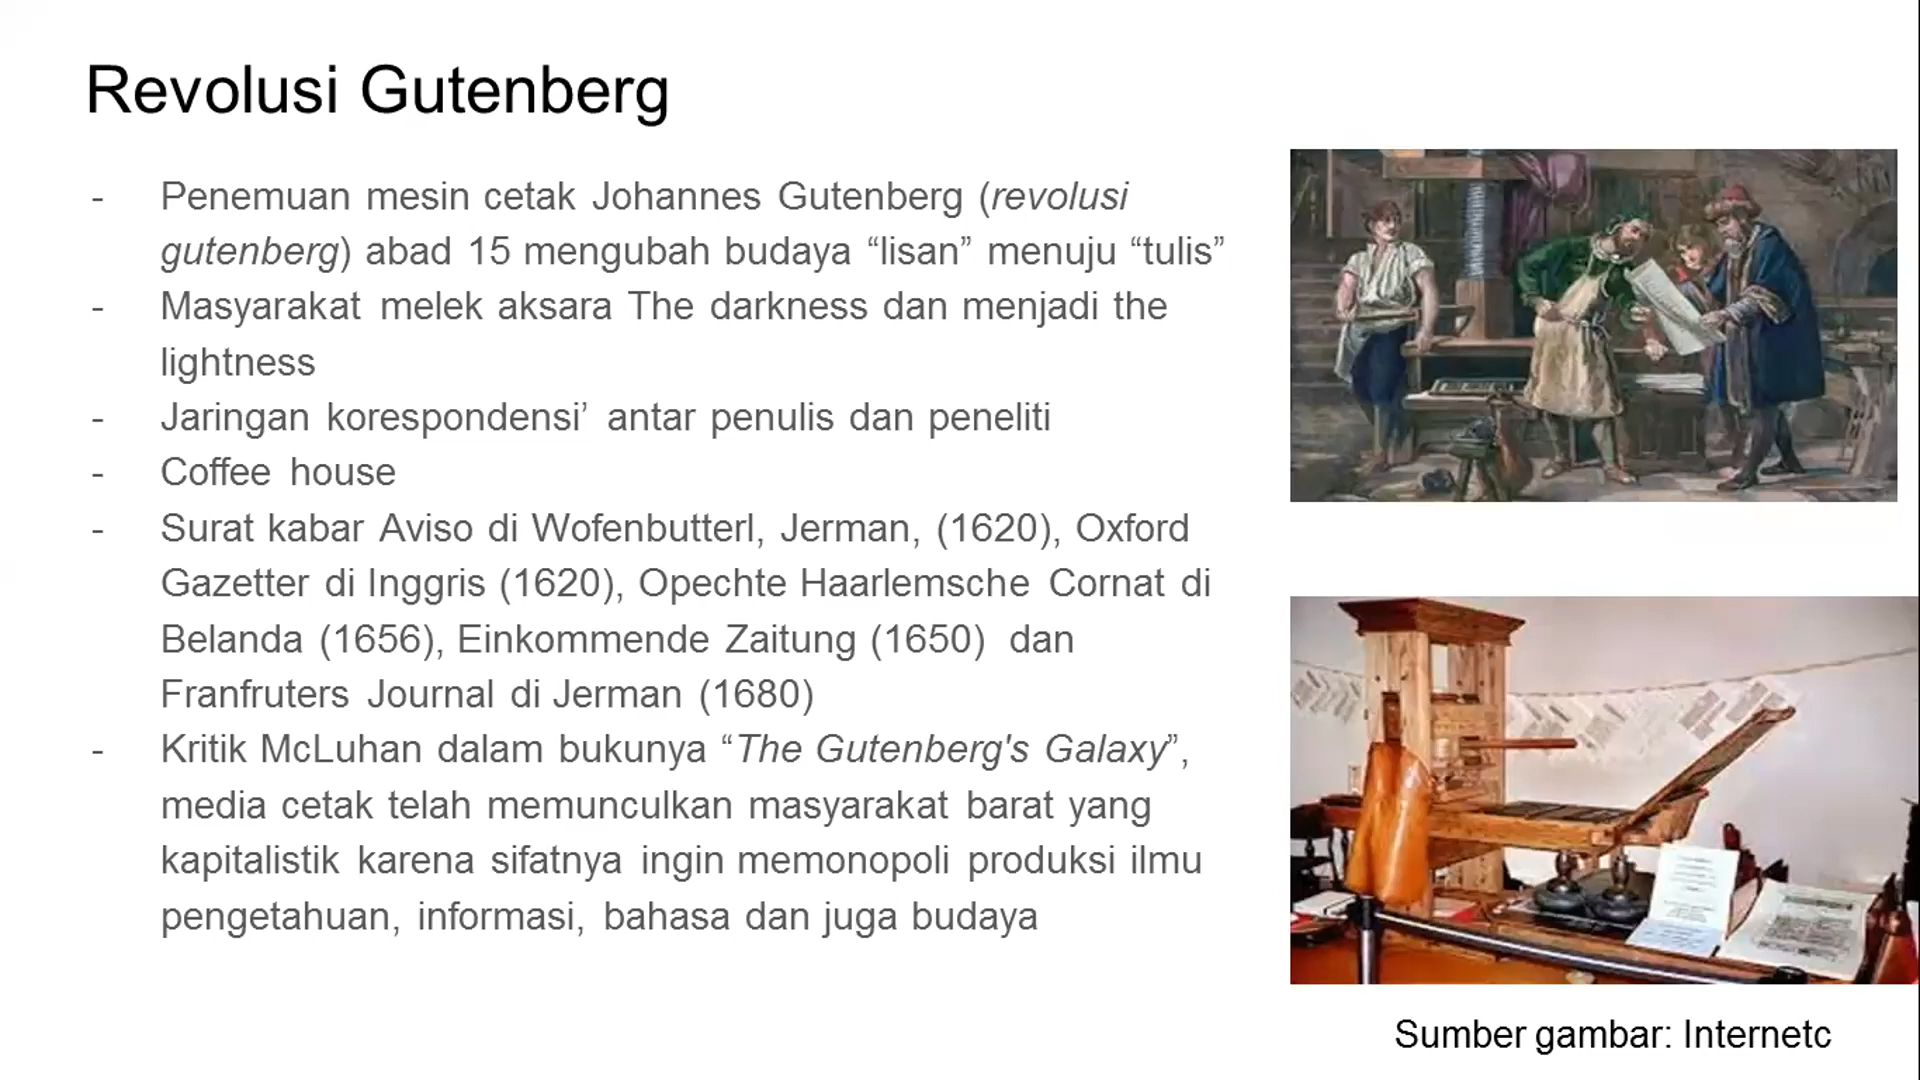 Revolusi Gutenberg
- Penemuan mesin cetak Johannes Gutenberg (revolusi
gutenberg) abad 15 mengubah budaya “lisan” menuju “tulis”
- Masyarakat melek aksara The darkness dan menjadi the
lightness
- Jaringan korespondensi’ antar penulis dan peneliti
- Coffee house
- Surat kabar Aviso di Wofenbutterl, Jerman, (1620), Oxford
Gazetter di Inggris (1620), Opechte Haarlemsche Cornat di
Belanda (1656), Einkommende Zaitung (1650) dan
Franfruters Journal di Jerman (1680)
- Kritik McLuhan dalam bukunya “The Gutenberg's Galaxy”,
media cetak telah memunculkan masyarakat barat yang
kapitalistik karena sifatnya ingin memonopoli produksi ilmu
pengetahuan, informasi, bahasa dan juga budaya
Sumber gambar: Internetc